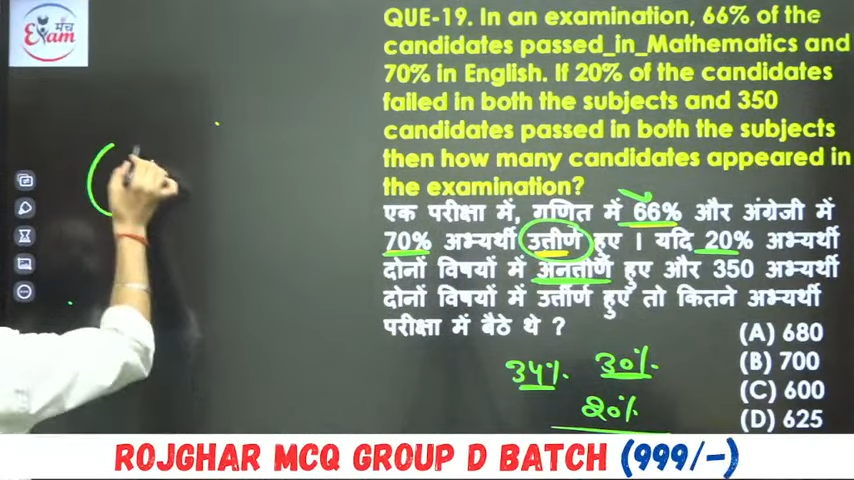 मंच
Exam
QUE-19. In an examination, 66% of the
candidates passed_in_Mathematics and
70% in English. If 20% of the candidates
failed in both the subjects and 350
candidates passed in both the subjects
then how many candidates appeared in
the examination?
एक परीक्षा में, गणित में 66% और अंग्रेजी में
70% अभ्यर्थी उत्तीर्ण हुए । यदि 20% अभ्यर्थी
दोनों विषयों में अनुत्तीर्ण हुए और 350 अभ्यर्थी
दोनों विषयों में उत्तीर्ण हुए तो कितने अभ्यर्थी
परीक्षा में बैठे थे ?
(A) 680
(B) 700
(C) 600
(D) 625
34%. 30%.
20%
ROJGHAR MCQ GROUP D BATCH (999/-)